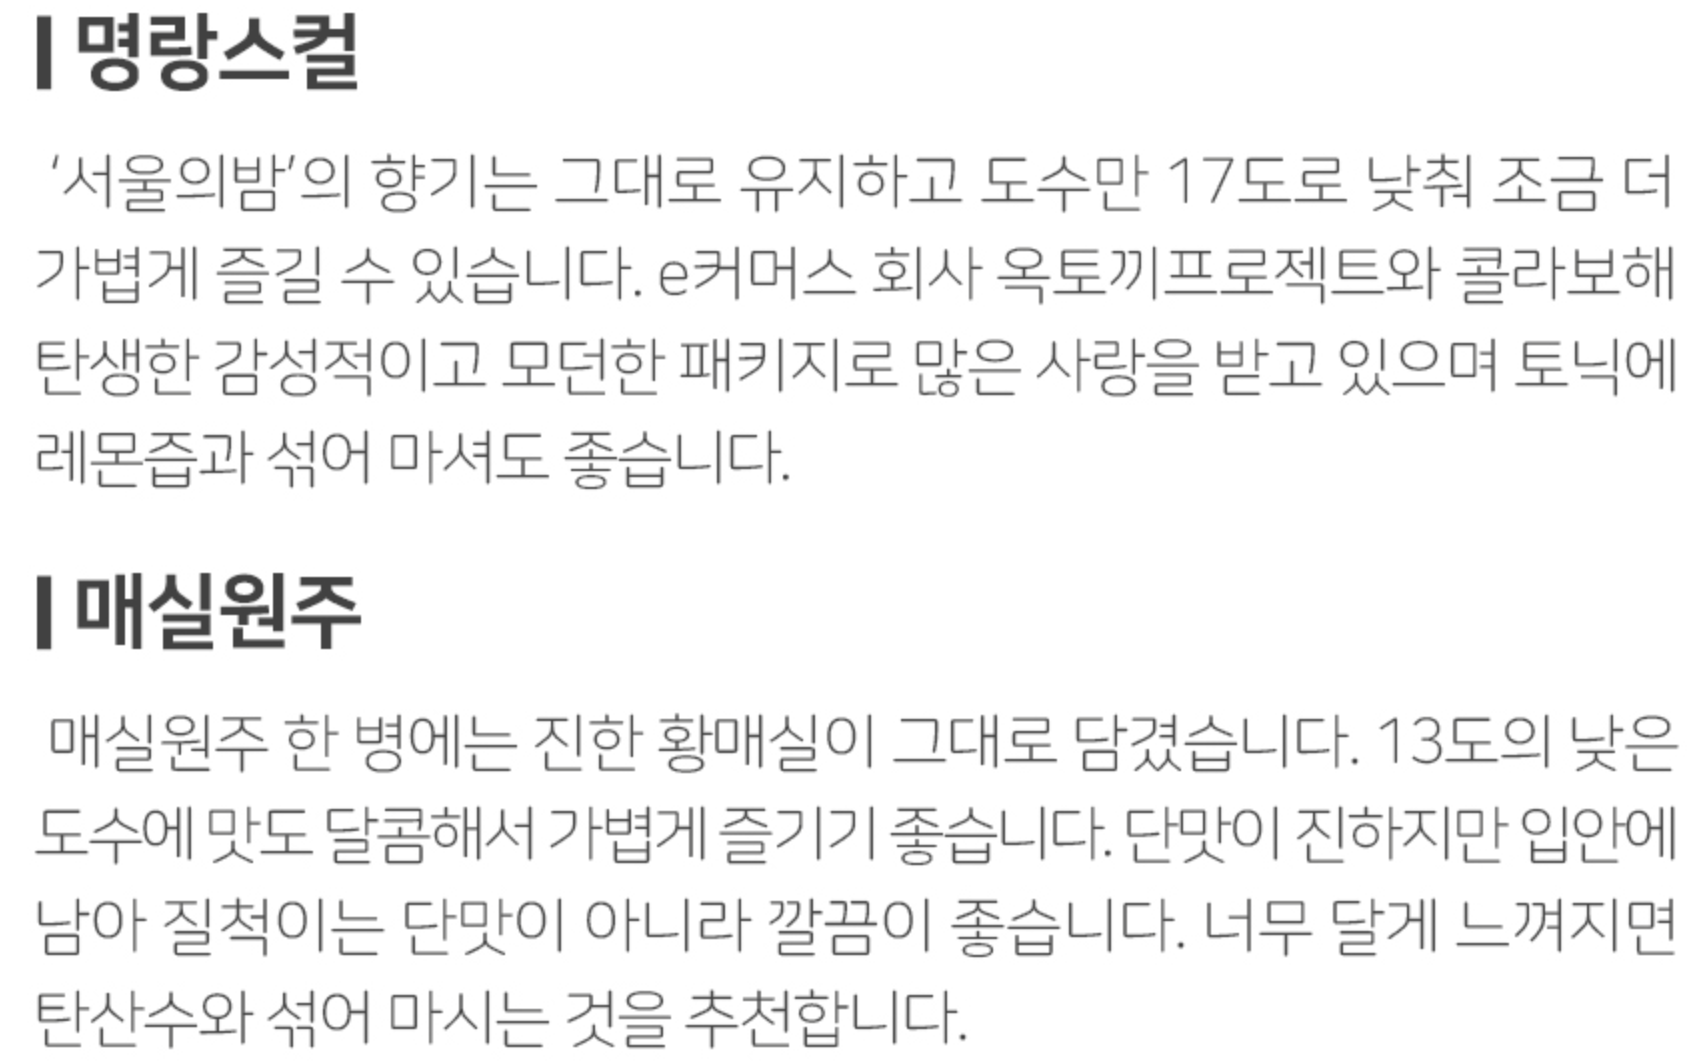 명랑스컬
‘서울의밤’의 향기는 그대로 유지하고 도수만 17도로 낮춰 조금 더
가볍게 즐길 수 있습니다. e커머스 회사 옥토끼프로젝트와 콜라보해
탄생한 감성적이고 모던한 패키지로 많은 사랑을 받고 있으며 토닉에
레몬즙과 섞어 마셔도 좋습니다.
매실원주
매실원주 한 병에는 진한 황매실이 그대로 담겼습니다. 13도의 낮은
도수에 맛도 달콤해서 가볍게 즐기기 좋습니다. 단맛이 진하지만 입안에
남아 질척이는 단맛이 아니라 깔끔이 좋습니다. 너무 달게 느껴지면
탄산수와 섞어 마시는 것을 추천합니다.